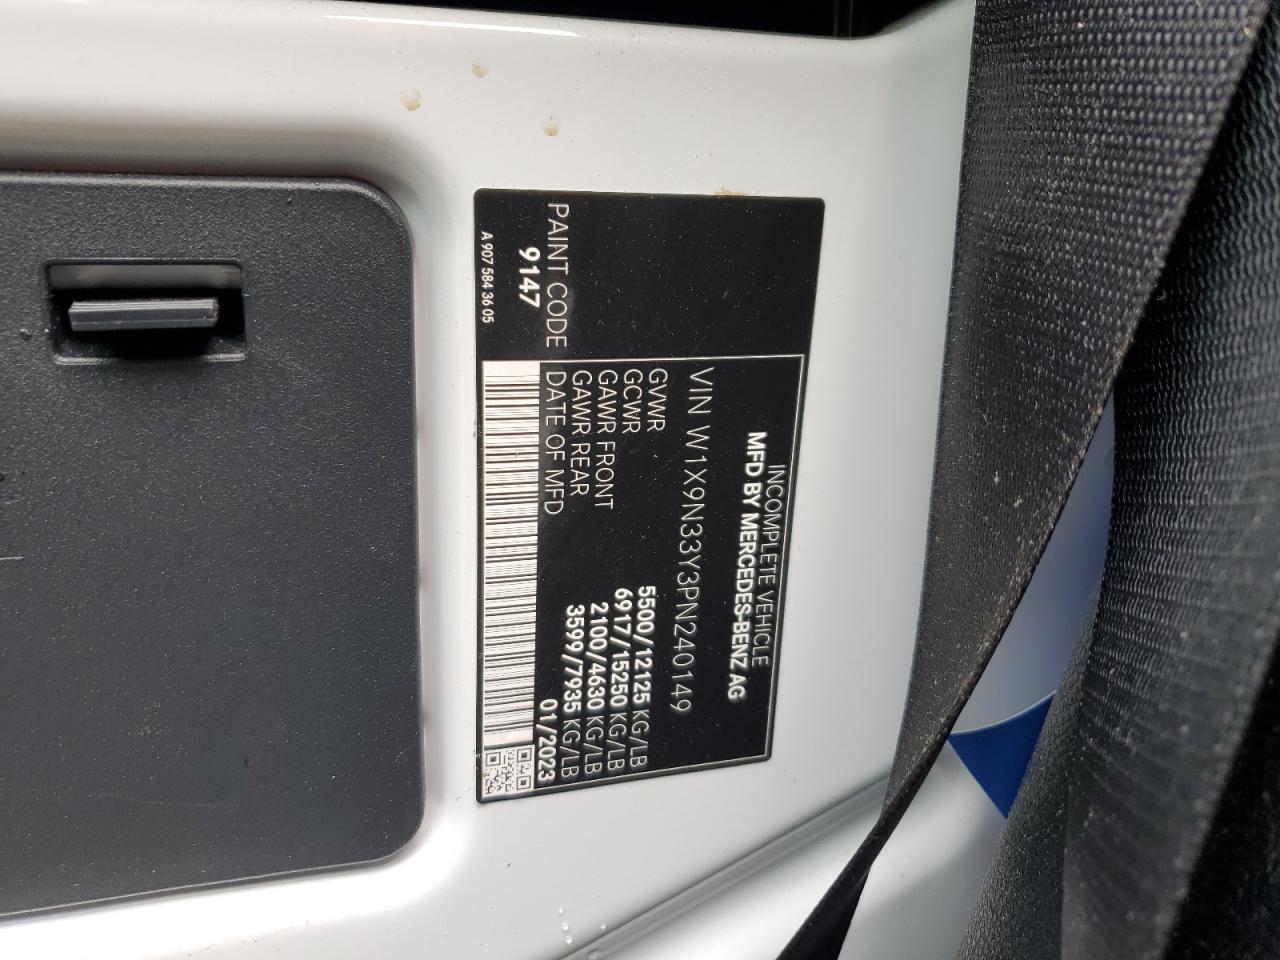 INCOMPLETE VEHICLE
MFD BY MERCEDES-BENZ AG
VIN W1X9N33Y3PN240149
GVWR 5500/12125 KG/LB
GCWR 6917/15250 KG/LB
GAWR FRONT 2100/4630 KG/LB
GAWR REAR 3599/7935 KG/LB
DATE OF MFD 01/2023
PAINT CODE
9147
A 907 584 36 05